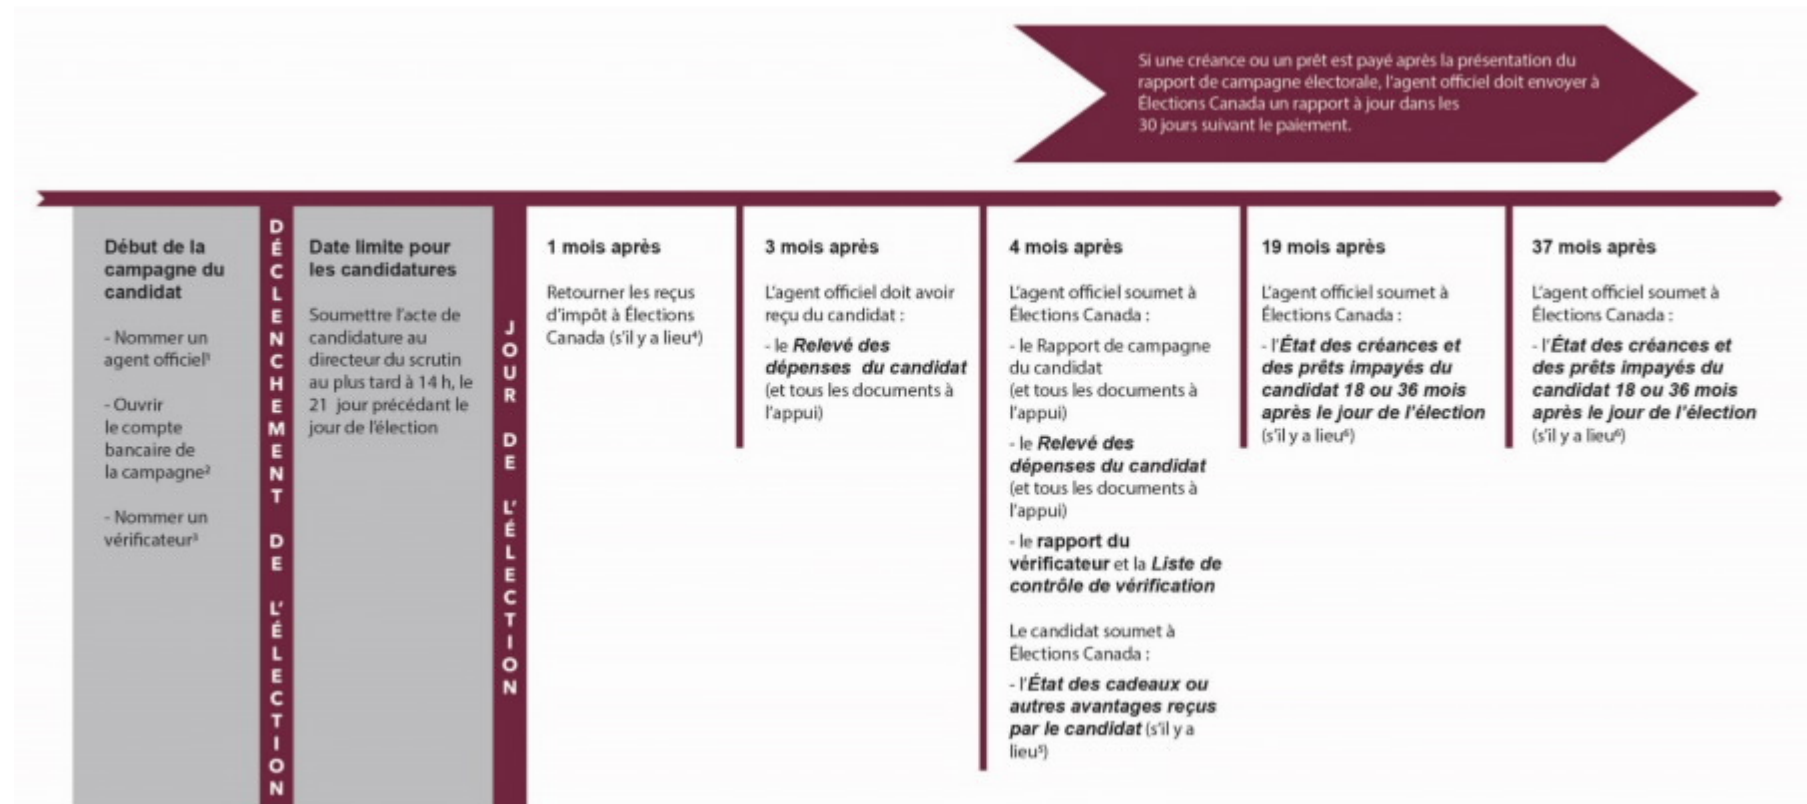 Si une créance ou un prêt est payé après la présentation du
rapport de campagne électorale, l'agent officiel doit envoyer à
Élections Canada un rapport à jour dans les
30 jours suivant le paiement.
Début de la
campagne du
candidat
- Nommer un
agent officiel¹
- Ouvrir
le compte
bancaire de
la campagne²
- Nommer un
vérificateur³
DÉCLENCHEMENT DE L'ÉLECTION
Date limite pour
les candidatures
Soumettre l'acte de
candidature au
directeur du scrutin
au plus tard à 14 h, le
21 jour précédant le
jour de l'élection
JOUR DE L'ÉLECTION
1 mois après
Retourner les reçus
d'impôt à Élections
Canada (s'il y a lieu⁴)
3 mois après
L'agent officiel doit avoir
reçu du candidat :
- le Relevé des
dépenses du candidat
(et tous les documents à
l'appui)
4 mois après
L'agent officiel soumet à
Élections Canada :
- le Rapport de campagne
du candidat
(et tous les documents à
l'appui)
- le Relevé des
dépenses du candidat
(et tous les documents à
l'appui)
- le rapport du
vérificateur et la Liste de
contrôle de vérification
Le candidat soumet à
Élections Canada :
- l'État des cadeaux ou
autres avantages reçus
par le candidat (s'il y a
lieu⁵)
19 mois après
L'agent officiel soumet à
Élections Canada :
- l'État des créances et
des prêts impayés du
candidat 18 ou 36 mois
après le jour de l'élection
(s'il y a lieu⁶)
37 mois après
L'agent officiel soumet à
Élections Canada :
- l'État des créances et
des prêts impayés du
candidat 18 ou 36 mois
après le jour de l'élection
(s'il y a lieu⁶)